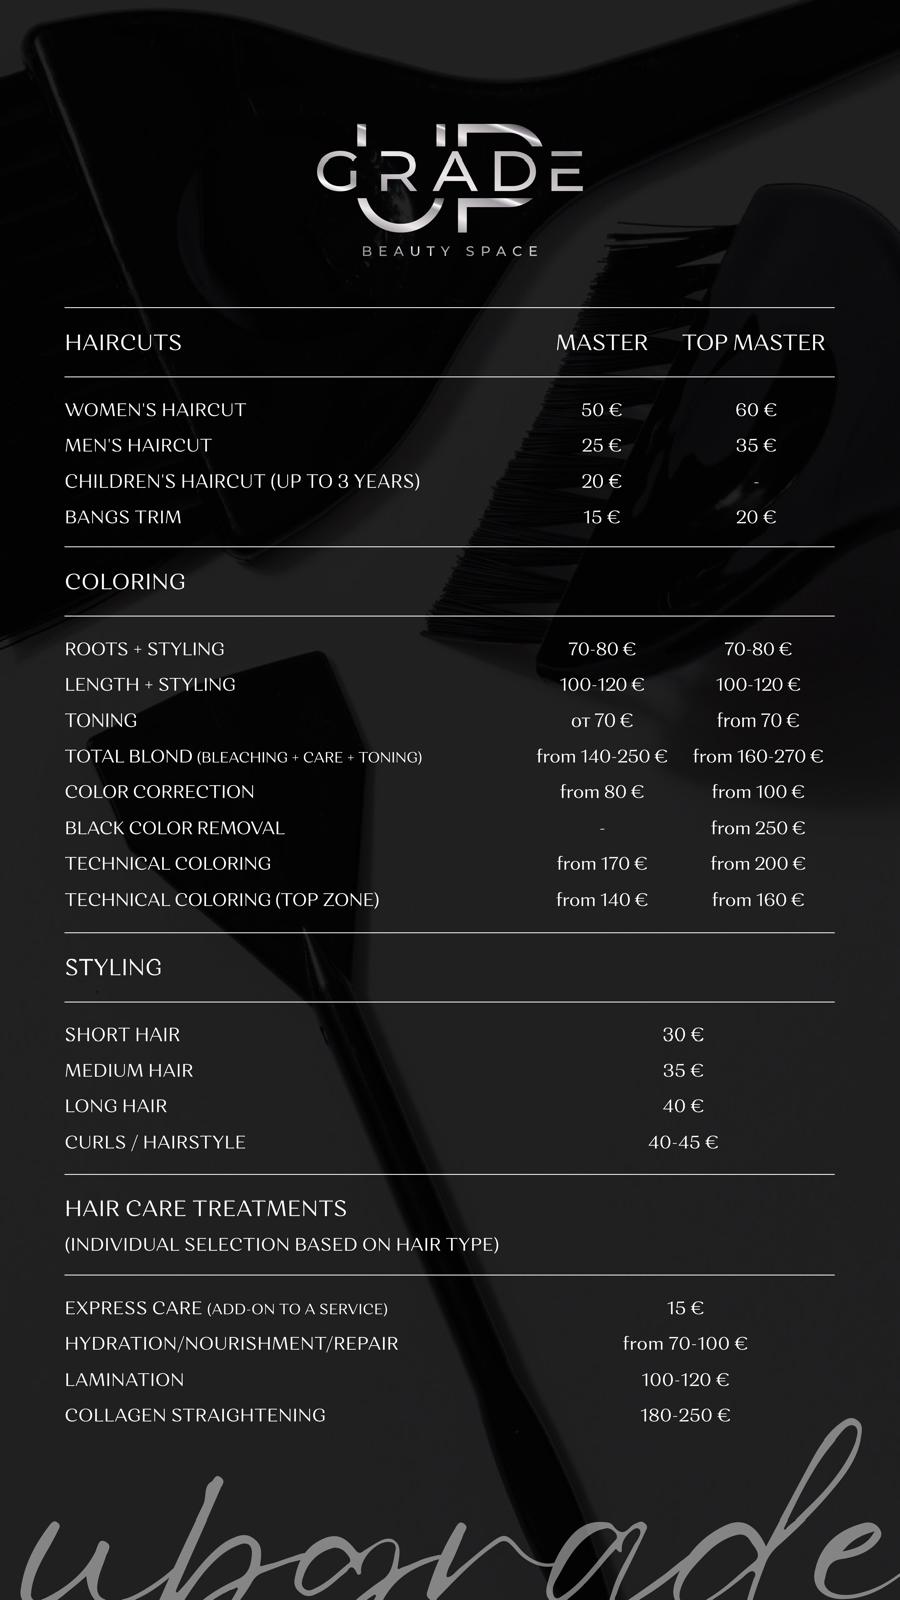 UP
GRADE
BEAUTY SPACE
HAIRCUTS MASTER TOP MASTER
WOMEN'S HAIRCUT 50 € 60 €
MEN'S HAIRCUT 25 € 35 €
CHILDREN'S HAIRCUT (UP TO 3 YEARS) 20 € -
BANGS TRIM 15 € 20 €
COLORING
ROOTS + STYLING 70-80 € 70-80 €
LENGTH + STYLING 100-120 € 100-120 €
TONING от 70 € from 70 €
TOTAL BLOND (BLEACHING + CARE + TONING) from 140-250 € from 160-270 €
COLOR CORRECTION from 80 € from 100 €
BLACK COLOR REMOVAL - from 250 €
TECHNICAL COLORING from 170 € from 200 €
TECHNICAL COLORING (TOP ZONE) from 140 € from 160 €
STYLING
SHORT HAIR 30 €
MEDIUM HAIR 35 €
LONG HAIR 40 €
CURLS / HAIRSTYLE 40-45 €
HAIR CARE TREATMENTS
(INDIVIDUAL SELECTION BASED ON HAIR TYPE)
EXPRESS CARE (ADD-ON TO A SERVICE) 15 €
HYDRATION/NOURISHMENT/REPAIR from 70-100 €
LAMINATION 100-120 €
COLLAGEN STRAIGHTENING 180-250 €
upgrade